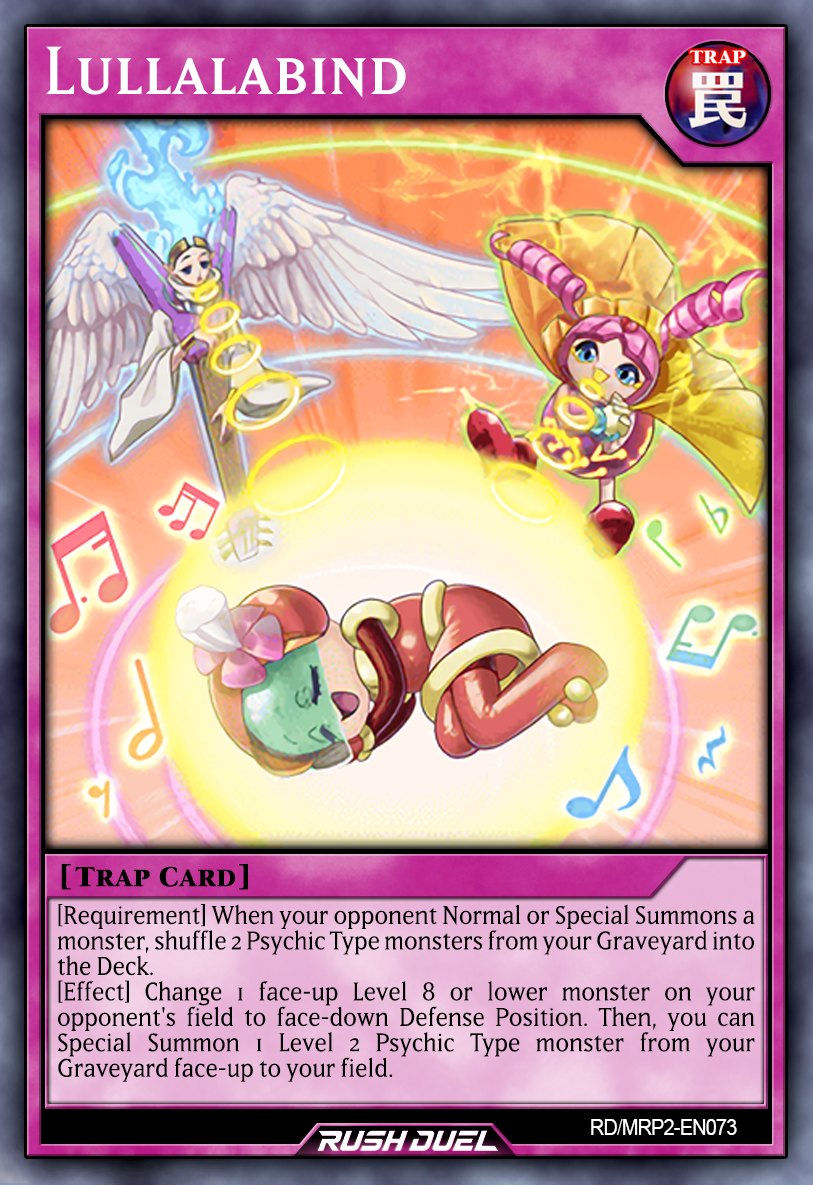 Lullalabind
TRAP
罠
[Trap Card]
[Requirement] When your opponent Normal or Special Summons a
monster, shuffle 2 Psychic Type monsters from your Graveyard into
the Deck.
[Effect] Change 1 face-up Level 8 or lower monster on your
opponent's field to face-down Defense Position. Then, you can
Special Summon 1 Level 2 Psychic Type monster from your
Graveyard face-up to your field.
RUSH DUEL
RD/MRP2-EN073